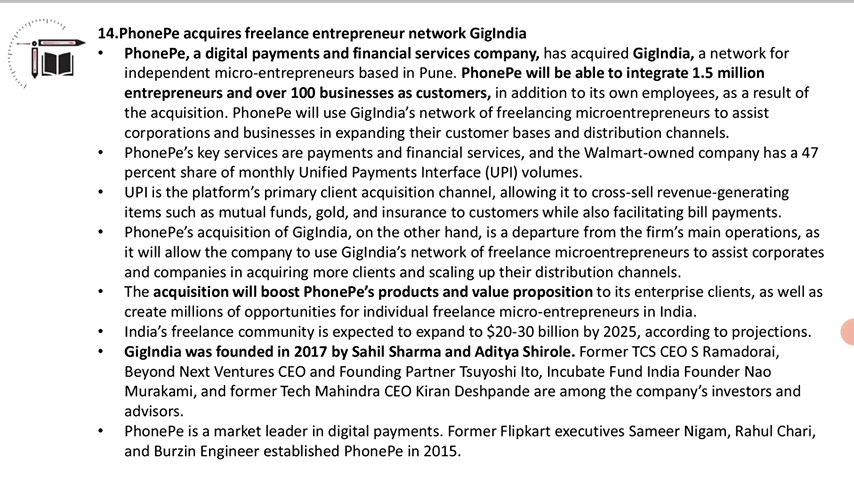 14.PhonePe acquires freelance entrepreneur network GigIndia
• PhonePe, a digital payments and financial services company, has acquired GigIndia, a network for
independent micro-entrepreneurs based in Pune. PhonePe will be able to integrate 1.5 million
entrepreneurs and over 100 businesses as customers, in addition to its own employees, as a result of
the acquisition. PhonePe will use GigIndia's network of freelancing microentrepreneurs to assist
corporations and businesses in expanding their customer bases and distribution channels.
• PhonePe's key services are payments and financial services, and the Walmart-owned company has a 47
percent share of monthly Unified Payments Interface (UPI) volumes.
• UPI is the platform's primary client acquisition channel, allowing it to cross-sell revenue-generating
items such as mutual funds, gold, and insurance to customers while also facilitating bill payments.
• PhonePe's acquisition of GigIndia, on the other hand, is a departure from the firm's main operations, as
it will allow the company to use GigIndia's network of freelance microentrepreneurs to assist corporates
and companies in acquiring more clients and scaling up their distribution channels.
• The acquisition will boost PhonePe's products and value proposition to its enterprise clients, as well as
create millions of opportunities for individual freelance micro-entrepreneurs in India.
• India's freelance community is expected to expand to $20-30 billion by 2025, according to projections.
• GigIndia was founded in 2017 by Sahil Sharma and Aditya Shirole. Former TCS CEO S Ramadorai,
Beyond Next Ventures CEO and Founding Partner Tsuyoshi Ito, Incubate Fund India Founder Nao
Murakami, and former Tech Mahindra CEO Kiran Deshpande are among the company's investors and
advisors.
• PhonePe is a market leader in digital payments. Former Flipkart executives Sameer Nigam, Rahul Chari,
and Burzin Engineer established PhonePe in 2015.